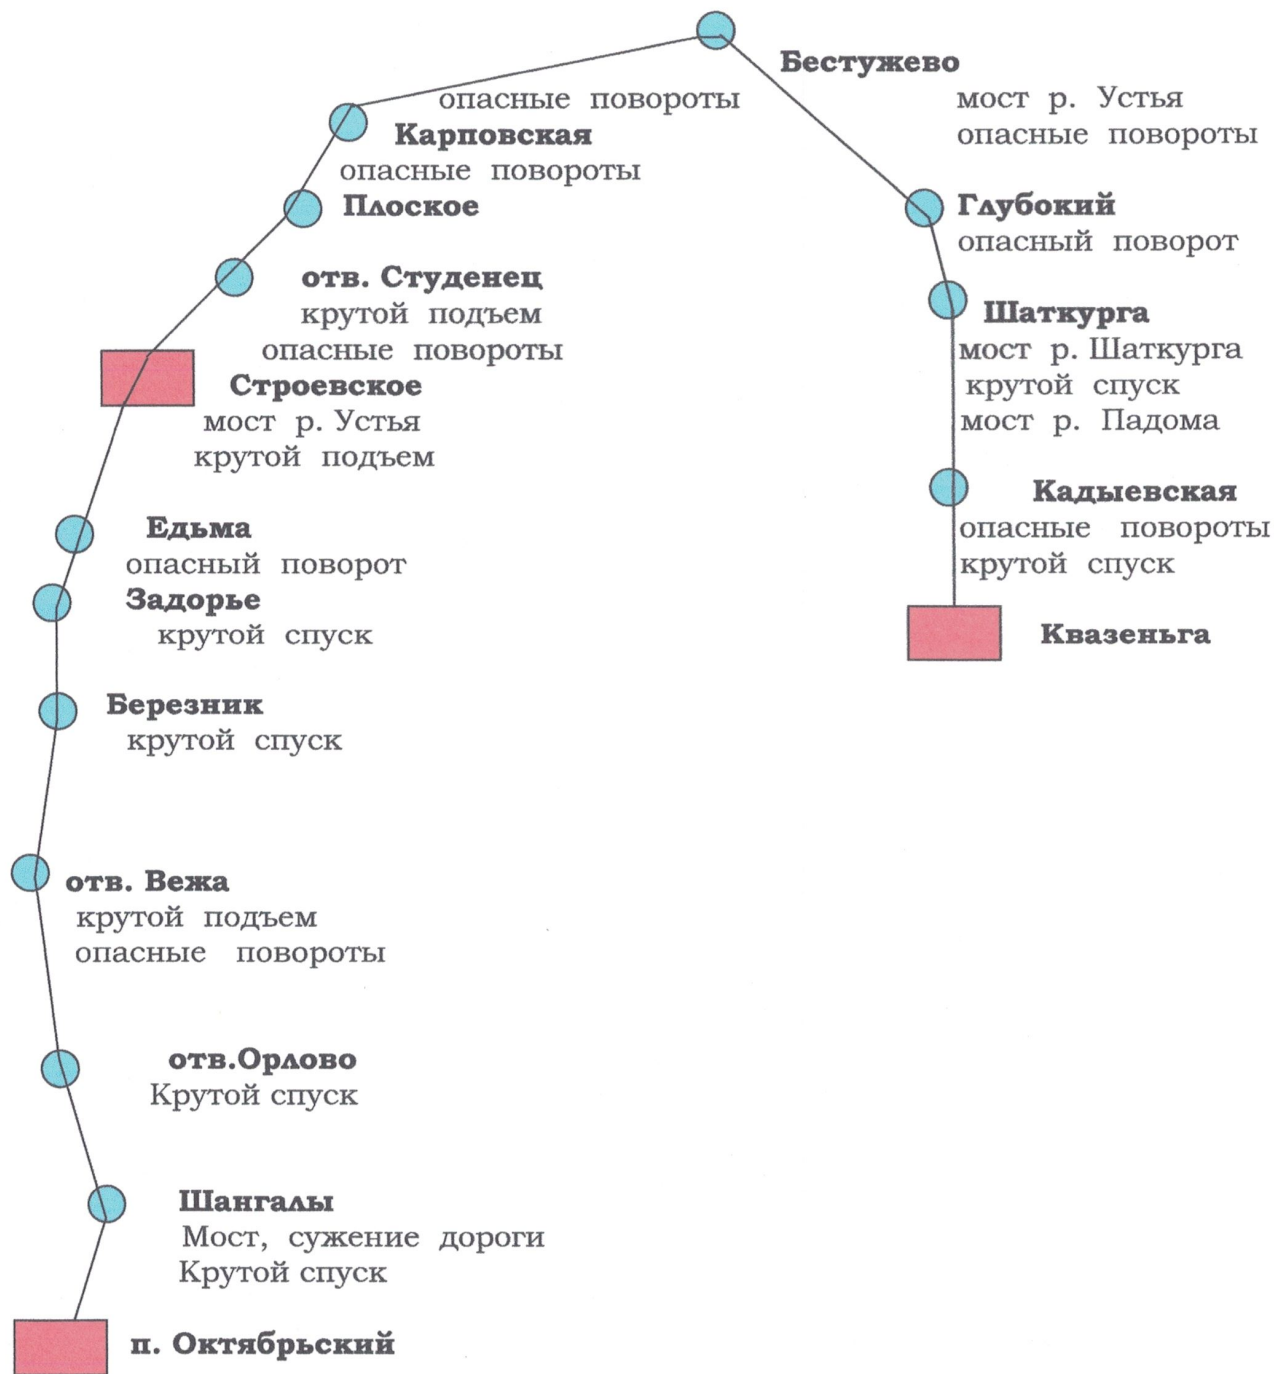 Бестужево
мост р. Устья
опасные повороты
опасные повороты
Карповская
опасные повороты
Плоское
отв. Студенец
крутой подъем
опасные повороты
Строевское
мост р. Устья
крутой подъем
Едьма
опасный поворот
Задорье
крутой спуск
Березник
крутой спуск
отв. Вежа
крутой подъем
опасные повороты
отв.Орлово
Крутой спуск
Шангалы
Мост, сужение дороги
Крутой спуск
п. Октябрьский
Глубокий
опасный поворот
Шаткурга
мост р. Шаткурга
крутой спуск
мост р. Падома
Кадыевская
опасные повороты
крутой спуск
Квазеньга